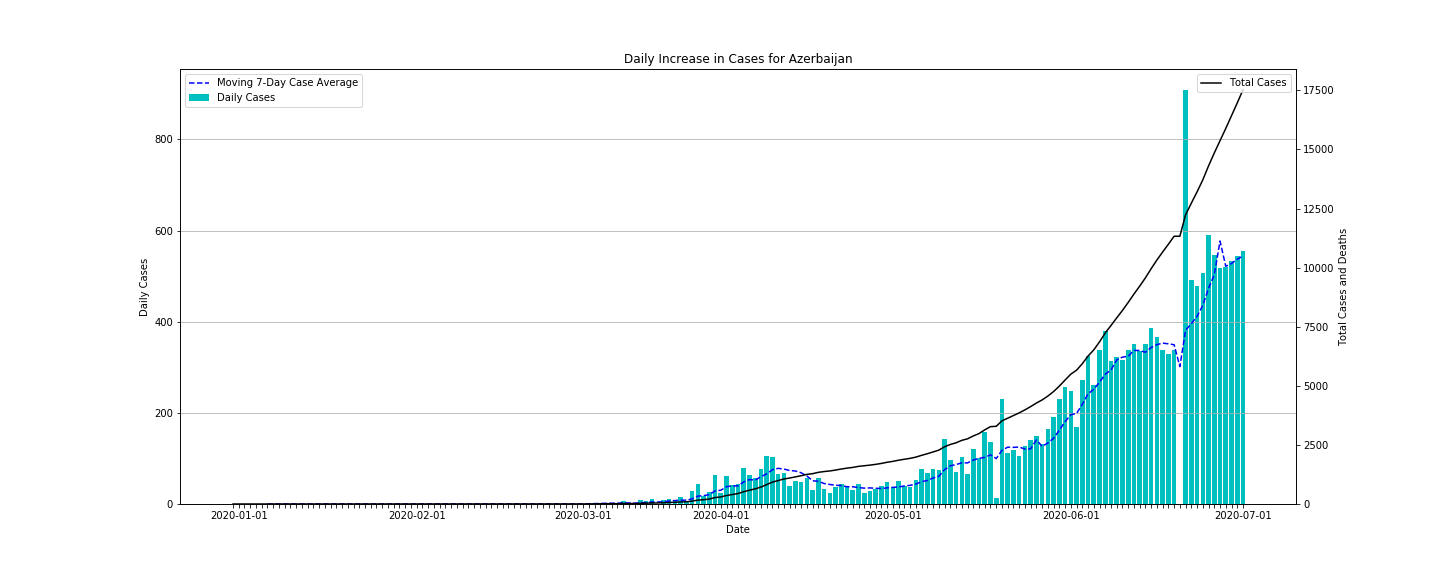 Daily Increase in Cases for Azerbaijan
Moving 7-Day Case Average
Daily Cases
Total Cases
Daily Cases
800
600
400
200
0
17500
15000
12500
10000
7500
5000
2500
0
Total Cases and Deaths
2020-01-01
2020-02-01
2020-03-01
2020-04-01
2020-05-01
2020-06-01
2020-07-01
Date